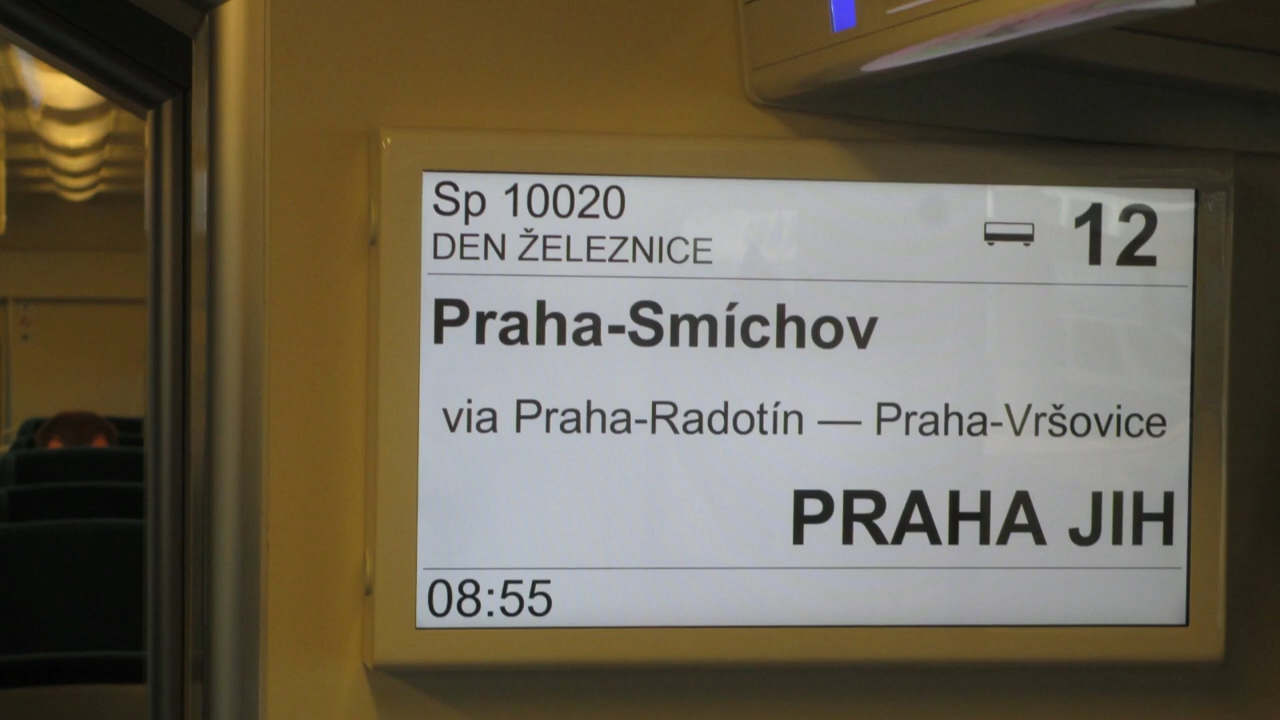 Sp 10020
DEN ŽELEZNICE
12
Praha-Smíchov
via Praha-Radotín — Praha-Vršovice
PRAHA JIH
08:55